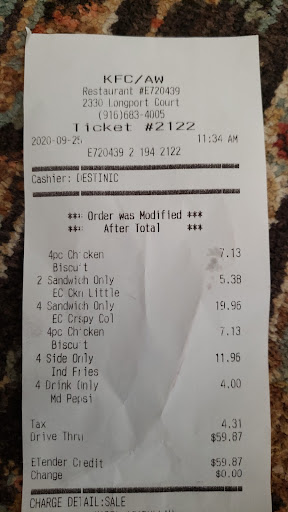 KFC/AW
Restaurant #E720439
2330 Longport Court
(916)683-4005
Ticket #2122
2020-09-25 11:34 AM
E720439 2 194 2122
Cashier: DESTINIC
*** Order was Modified ***
*** After Total ***
4pc Chicken 7.13
Biscuit
2 Sandwich Only 5.38
EC Ckn Little
4 Sandwich Only 19.96
EC Crspy Col
4pc Chicken 7.13
Biscuit
4 Side Only 11.96
Ind Fries
4 Drink Only 4.00
Md Pepsi
Tax 4.31
Drive Thru $59.87
ETender Credit $59.87
Change $0.00
CHARGE DETAIL:SALE